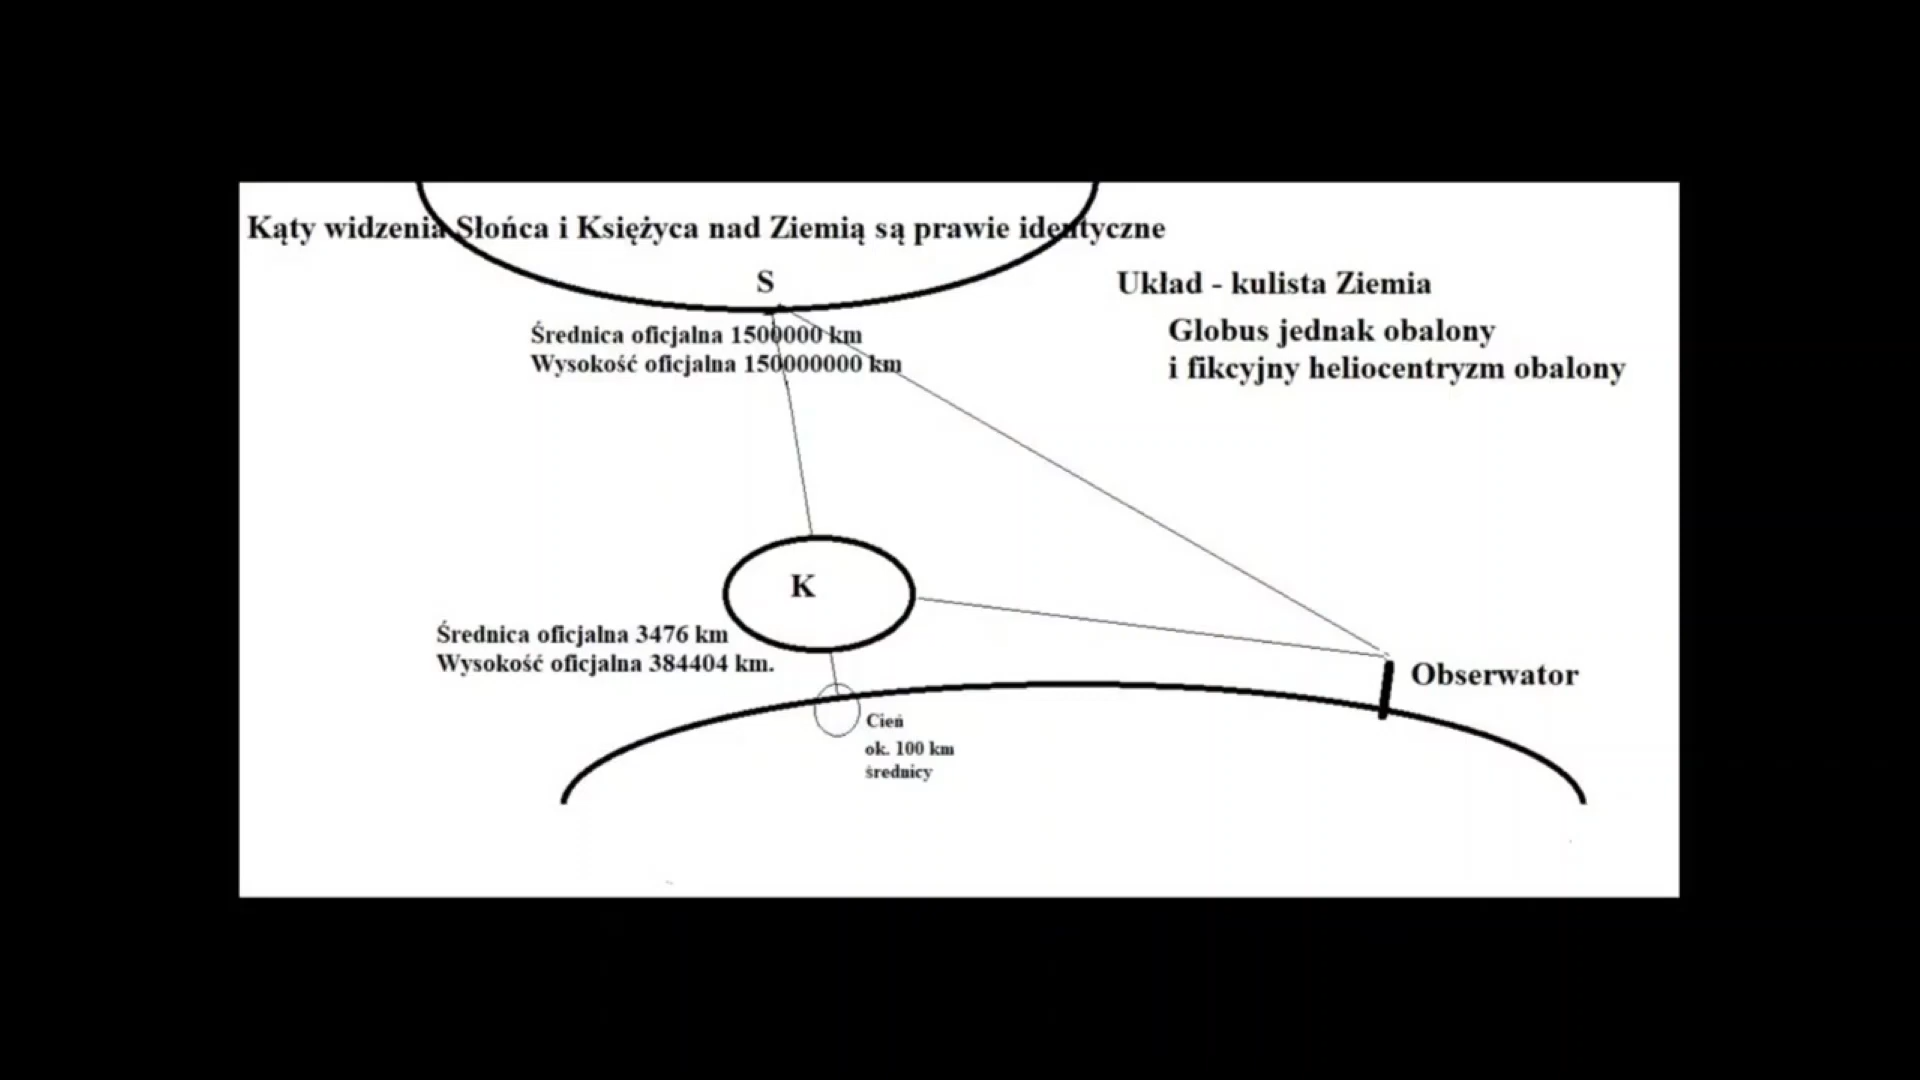 Kąty widzenia Słońca i Księżyca nad Ziemią są prawie identyczne
S
Układ - kulista Ziemia
Globus jednak obalony
i fikcyjny heliocentryzm obalony
Średnica oficjalna 1500000 km
Wysokość oficjalna 150000000 km
K
Średnica oficjalna 3476 km
Wysokość oficjalna 384404 km.
Obserwator
Cień
ok. 100 km
średnicy